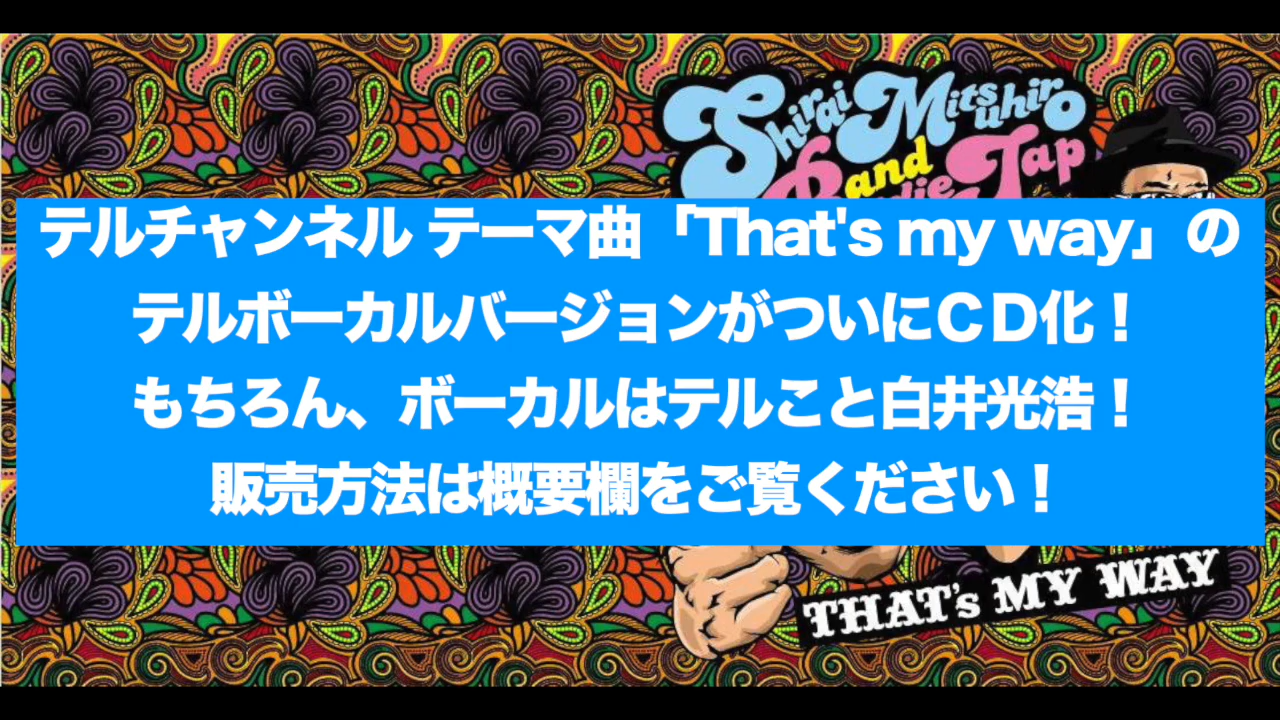 Shirai Mitsuhiro
and
Tap
テルチャンネル テーマ曲「That's my way」の
テルボーカルバージョンがついにＣＤ化！
もちろん、ボーカルはテルこと白井光浩！
販売方法は概要欄をご覧ください！
THAT's MY WAY